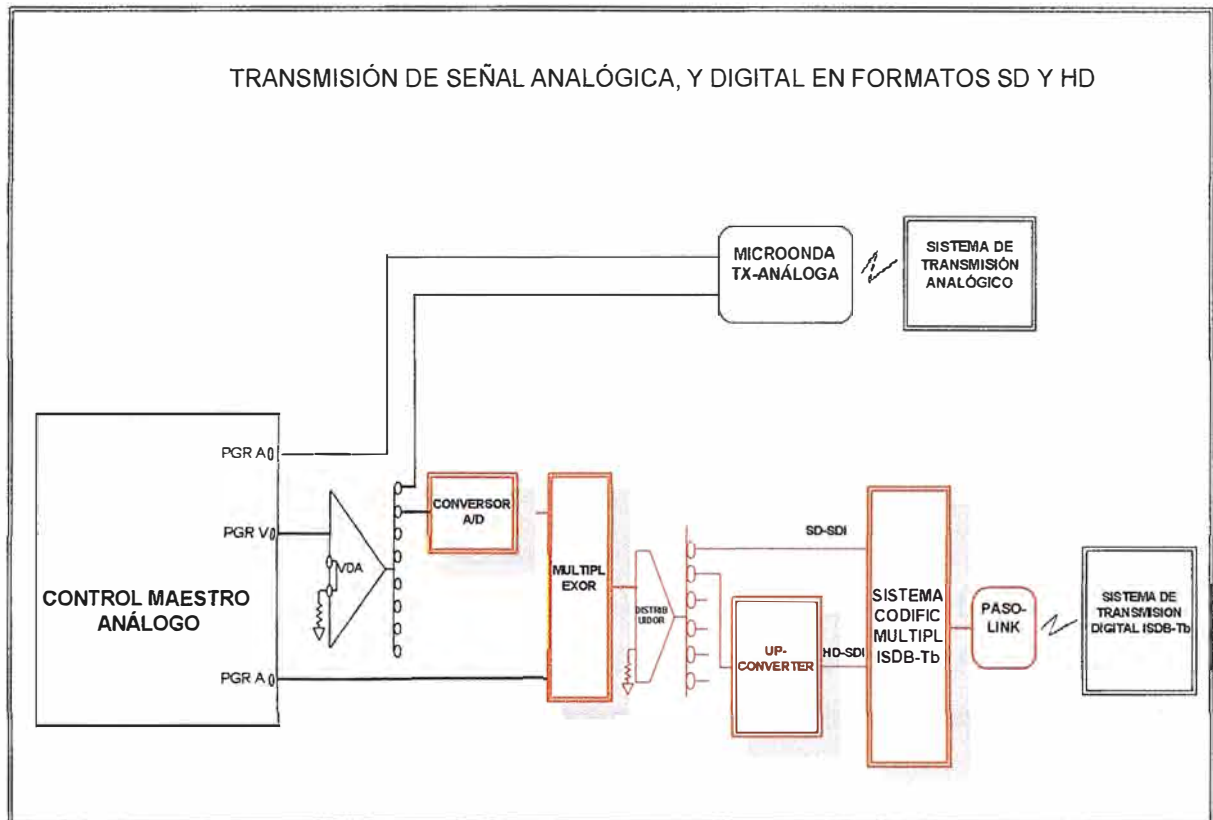 TRANSMISIÓN DE SEÑAL ANALÓGICA, Y DIGITAL EN FORMATOS SD Y HD
MICROONDA
TX-ANÁLOGA
SISTEMA DE
TRANSMISIÓN
ANALÓGICO
PGR A
PGR V
CONTROL MAESTRO
ANÁLOGO
PGR A
VDA
CONVERSOR
A/D
MULTIPL
EXOR
DISTRIB
UIDOR
SD-SDI
UP-
CONVERTER
HD-SDI
SISTEMA
CODIFIC
MULTIPL
ISDB-Tb
PASO-
LINK
SISTEMA DE
TRANSMISION
DIGITAL ISDB-Tb